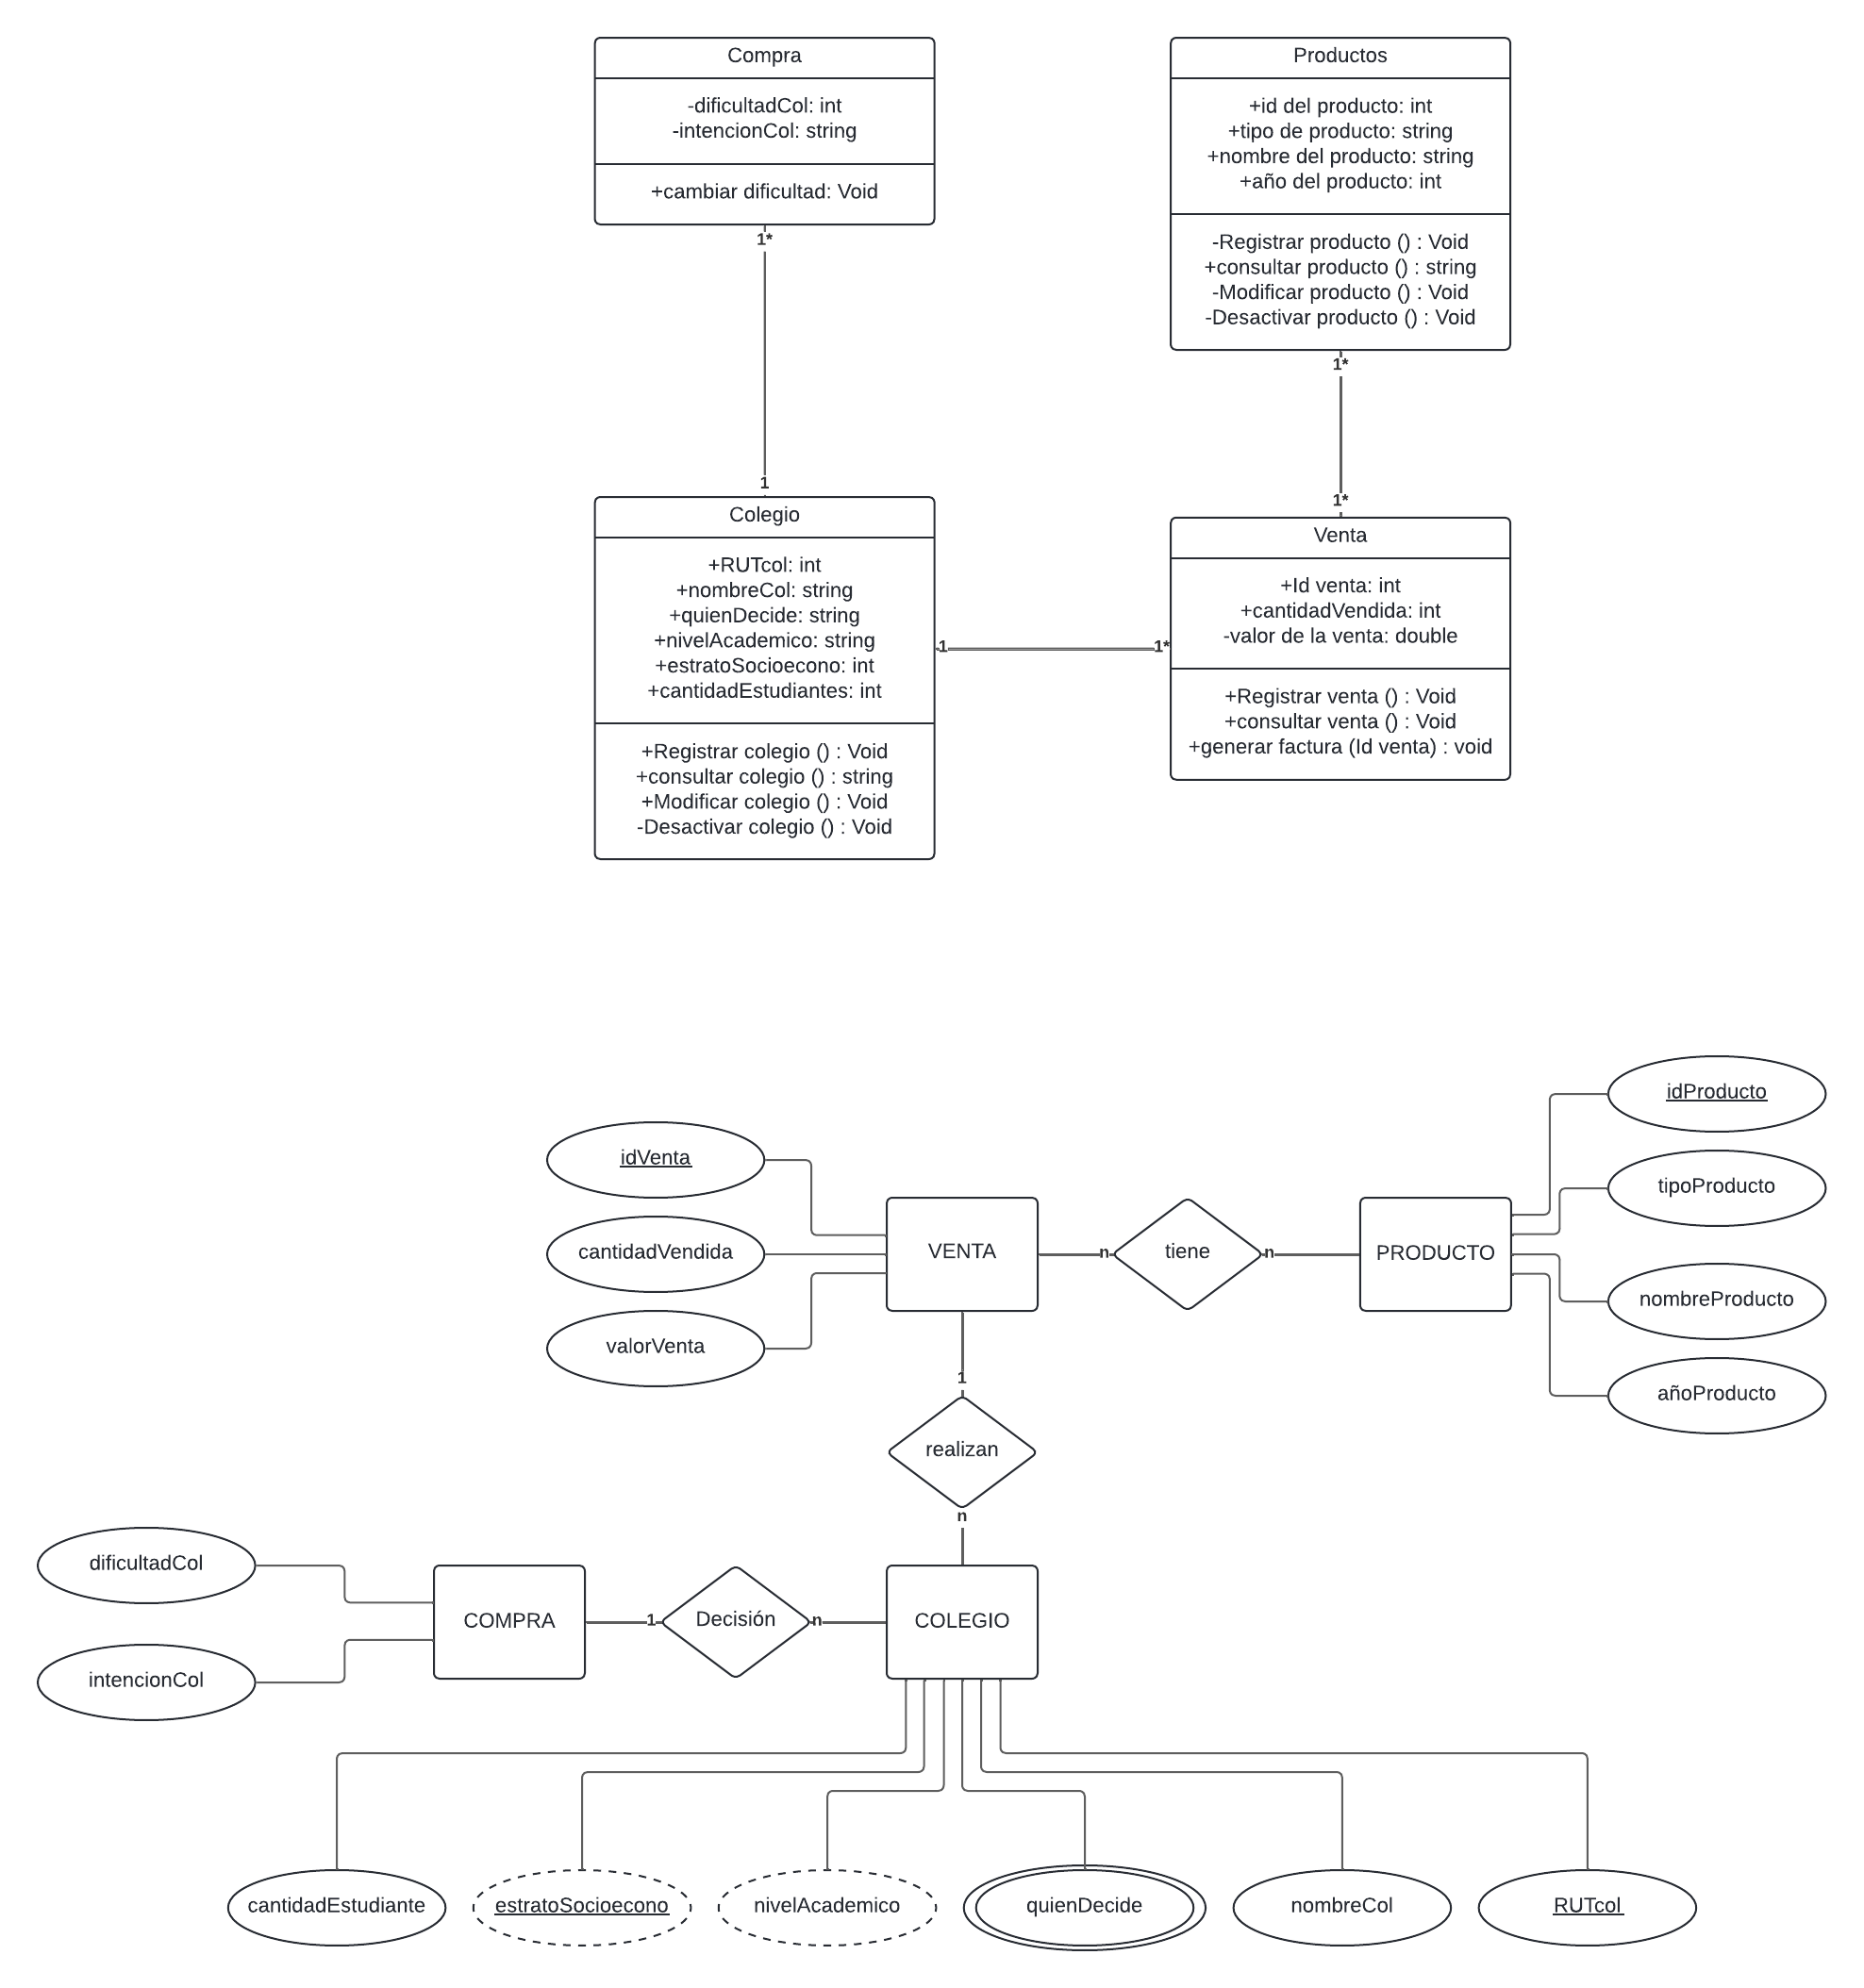 Compra
-dificultadCol: int
-intencionCol: string
+cambiar dificultad: Void
1*
1
Productos
+id del producto: int
+tipo de producto: string
+nombre del producto: string
+año del producto: int
-Registrar producto () : Void
+consultar producto () : string
-Modificar producto () : Void
-Desactivar producto () : Void
1*
1*
Colegio
+RUTcol: int
+nombreCol: string
+quienDecide: string
+nivelAcademico: string
+estratoSocioecono: int
+cantidadEstudiantes: int
+Registrar colegio () : Void
+consultar colegio () : string
+Modificar colegio () : Void
-Desactivar colegio () : Void
1
1*
Venta
+Id venta: int
+cantidadVendida: int
-valor de la venta: double
+Registrar venta () : Void
+consultar venta () : Void
+generar factura (Id venta) : void
idVenta
cantidadVendida
valorVenta
VENTA
n
tiene
n
PRODUCTO
idProducto
tipoProducto
nombreProducto
añoProducto
1
realizan
n
dificultadCol
intencionCol
COMPRA
1
Decisión
n
COLEGIO
cantidadEstudiante
estratoSocioecono
nivelAcademico
quienDecide
nombreCol
RUTcol